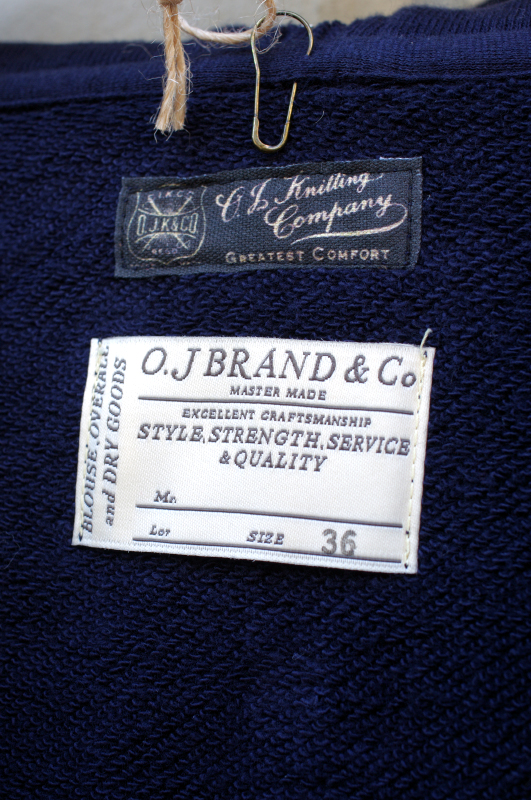 O.J.K&CO
O. J. Knitting
Company
GREATEST COMFORT
BLOUSE, OVERALL
and DRY GOODS
O.J BRAND & Co
MASTER MADE
EXCELLENT CRAFTSMANSHIP
STYLE, STRENGTH, SERVICE
& QUALITY
Mr.
Lot SIZE 36